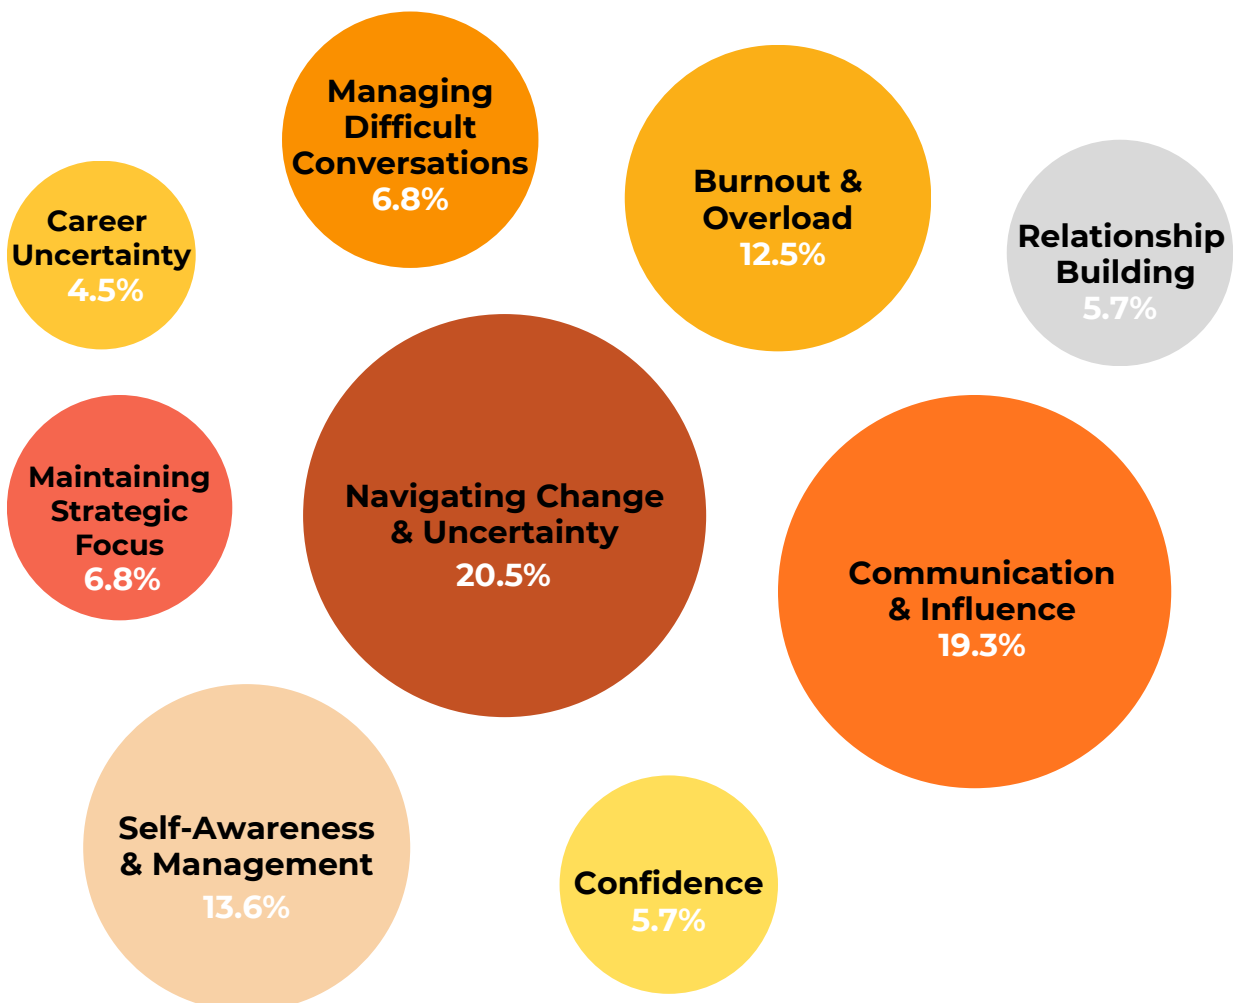 Managing
Difficult
Conversations
6.8%
Burnout &
Overload
12.5%
Career
Uncertainty
4.5%
Relationship
Building
5.7%
Maintaining
Strategic
Focus
6.8%
Navigating Change
& Uncertainty
20.5%
Communication
& Influence
19.3%
Self-Awareness
& Management
13.6%
Confidence
5.7%